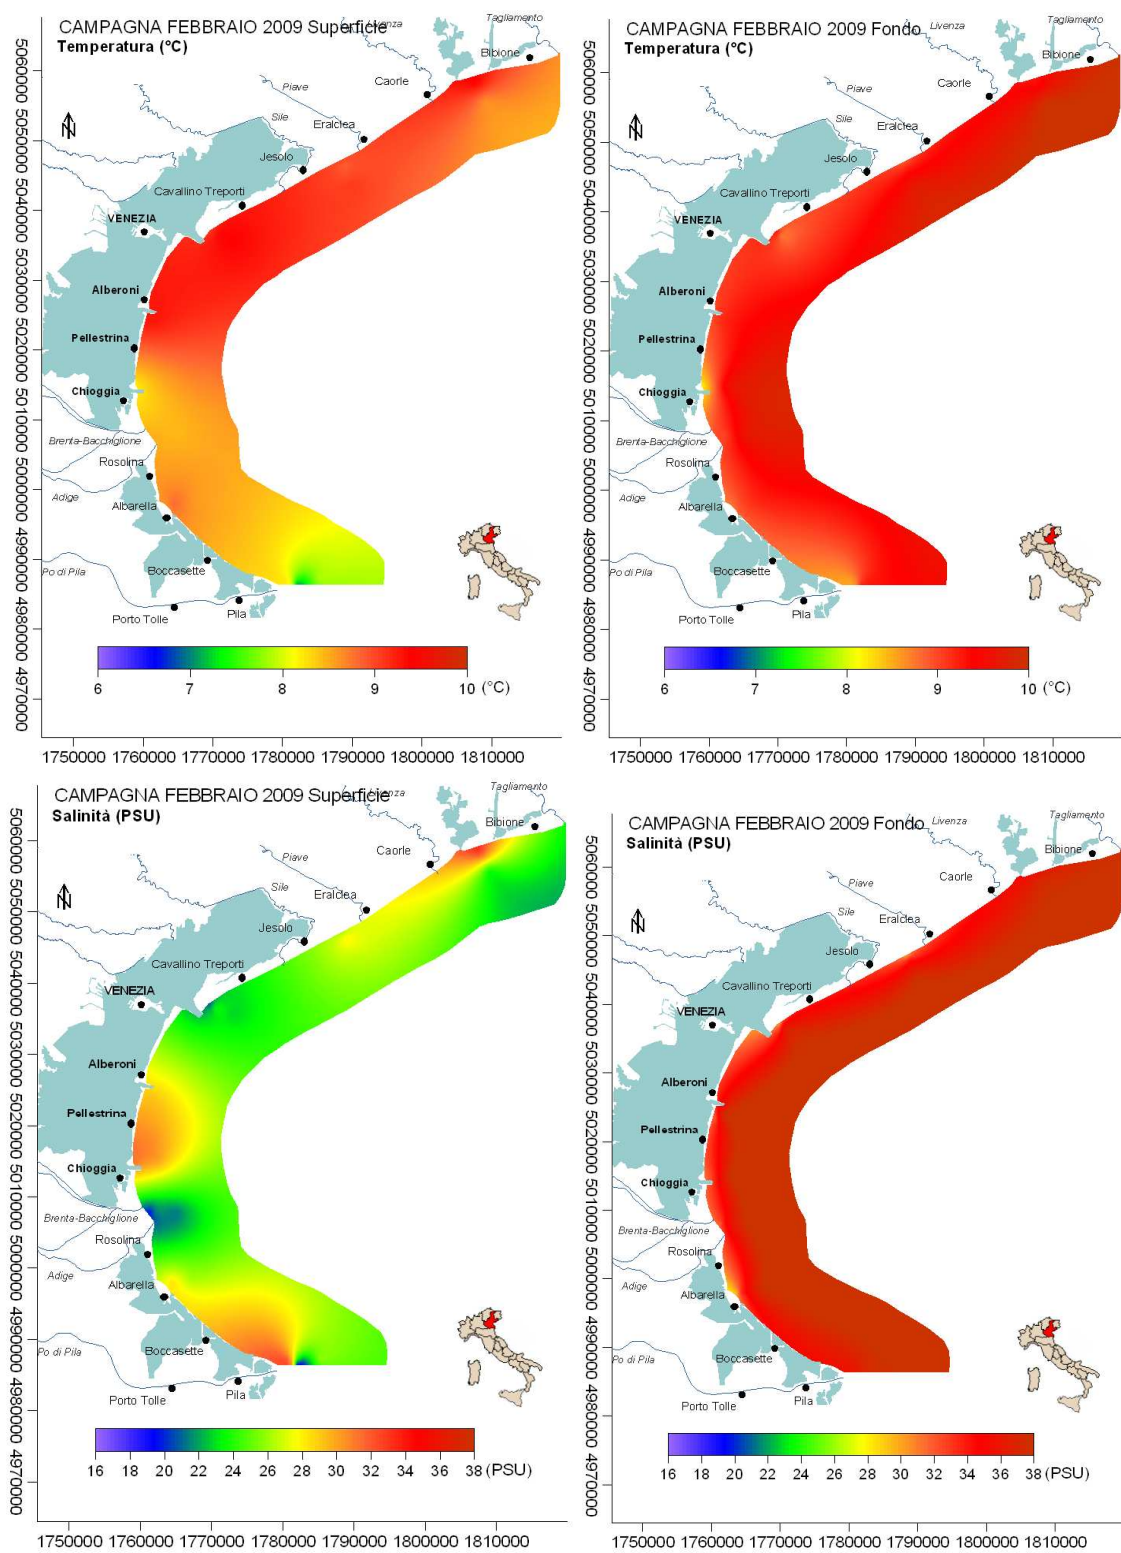 CAMPAGNA FEBBRAIO 2009 Superficie
Temperatura (°C)
Livenza
Tagliamento
Bibione
Caorle
Piave
Eraclea
Sile
Jesolo
Cavallino Treporti
VENEZIA
Alberoni
Pellestrina
Chioggia
Brenta-Bacchiglione
Rosolina
Adige
Albarella
Boccasette
Po di Pila
Porto Tolle
Pila
N
5060000
5050000
5040000
5030000
5020000
5010000
5000000
4990000
4980000
4970000
6 7 8 9 10 (°C)
1750000 1760000 1770000 1780000 1790000 1800000 1810000
CAMPAGNA FEBBRAIO 2009 Fondo
Temperatura (°C)
Livenza
Tagliamento
Bibione
Caorle
Piave
Eraclea
Sile
Jesolo
Cavallino Treporti
VENEZIA
Alberoni
Pellestrina
Chioggia
Brenta-Bacchiglione
Rosolina
Adige
Albarella
Boccasette
Po di Pila
Porto Tolle
Pila
N
5060000
5050000
5040000
5030000
5020000
5010000
5000000
4990000
4980000
4970000
6 7 8 9 10 (°C)
1750000 1760000 1770000 1780000 1790000 1800000 1810000
CAMPAGNA FEBBRAIO 2009 Superficie
Salinità (PSU)
Livenza
Tagliamento
Bibione
Caorle
Piave
Eraclea
Sile
Jesolo
Cavallino Treporti
VENEZIA
Alberoni
Pellestrina
Chioggia
Brenta-Bacchiglione
Rosolina
Adige
Albarella
Boccasette
Po di Pila
Porto Tolle
Pila
N
5060000
5050000
5040000
5030000
5020000
5010000
5000000
4990000
4980000
4970000
16 20 22 24 26 28 30 32 34 36 38 (PSU)
1750000 1760000 1770000 1780000 1790000 1800000 1810000
CAMPAGNA FEBBRAIO 2009 Fondo
Salinità (PSU)
Livenza
Tagliamento
Bibione
Caorle
Piave
Eraclea
Sile
Jesolo
Cavallino Treporti
VENEZIA
Alberoni
Pellestrina
Chioggia
Brenta-Bacchiglione
Rosolina
Adige
Albarella
Boccasette
Po di Pila
Porto Tolle
Pila
N
5060000
5050000
5040000
5030000
5020000
5010000
5000000
4990000
4980000
4970000
16 20 22 24 26 28 30 32 34 36 38 (PSU)
1750000 1760000 1770000 1780000 1790000 1800000 1810000